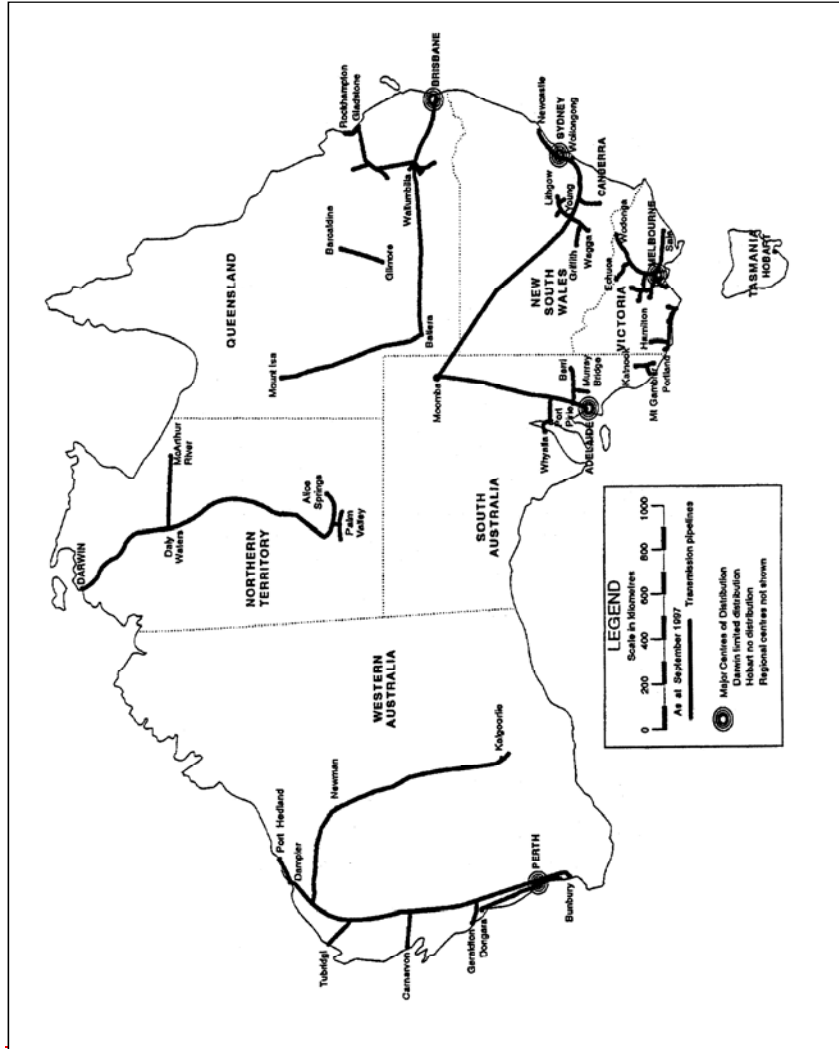 DARWIN
Daly
Waters
McArthur
River
NORTHERN
TERRITORY
Alice
Springs
Palm
Valley
QUEENSLAND
Mount Isa
Barcaldine
Gilmore
Rockhampton
Gladstone
Wallumbilla
BRISBANE
Ballera
Moomba
Port Hedland
Dampier
Newman
Tubridgi
Carnarvon
Geraldton
Dongara
PERTH
Bunbury
Kalgoorlie
WESTERN
AUSTRALIA
SOUTH
AUSTRALIA
Whyalla
Port
Pirie
Berri
Murray
Bridge
ADELAIDE
NEW
SOUTH
WALES
Newcastle
SYDNEY
Wollongong
Lithgow
Young
CANBERRA
Griffith
Wagga
VICTORIA
Echuca
Wodonga
MELBOURNE
Sale
Hamilton
Katnook
Mt Gambier
Portland
TASMANIA
HOBART
LEGEND
Scale in kilometres
0 200 400 600 800 1000
As at September 1997
Transmission pipelines
Major Centres of Distribution
Darwin limited distribution
Hobart no distribution
Regional centres not shown